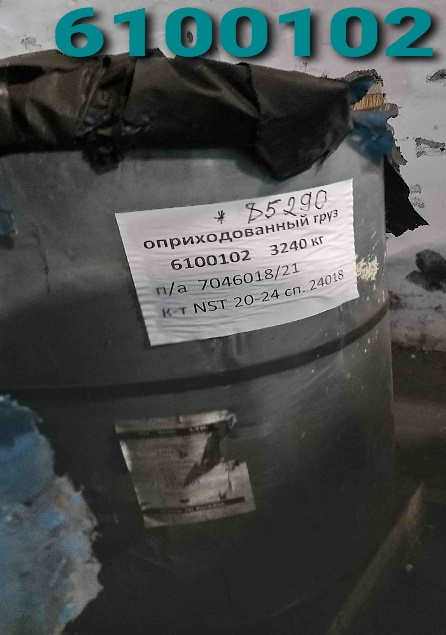 6100102
* 85290
оприходованный груз
6100102 3240 кг
п/а 7046018/21
к-т NST 20-24 сп. 24018